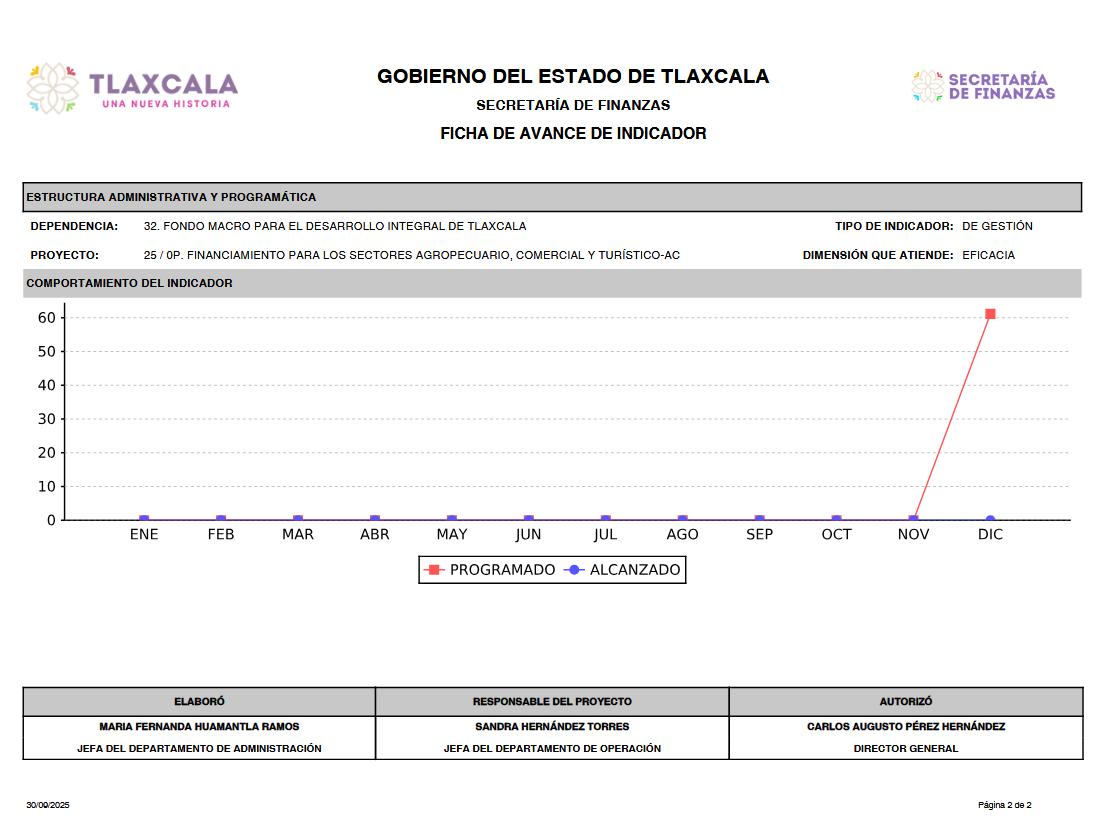 TLAXCALA
UNA NUEVA HISTORIA
GOBIERNO DEL ESTADO DE TLAXCALA
SECRETARÍA DE FINANZAS
FICHA DE AVANCE DE INDICADOR
SECRETARÍA
DE FINANZAS
ESTRUCTURA ADMINISTRATIVA Y PROGRAMÁTICA
DEPENDENCIA: 32. FONDO MACRO PARA EL DESARROLLO INTEGRAL DE TLAXCALA TIPO DE INDICADOR: DE GESTIÓN
PROYECTO: 25 / 0P. FINANCIAMIENTO PARA LOS SECTORES AGROPECUARIO, COMERCIAL Y TURÍSTICO-AC DIMENSIÓN QUE ATIENDE: EFICACIA
COMPORTAMIENTO DEL INDICADOR
60
50
40
30
20
10
0
ENE FEB MAR ABR MAY JUN JUL AGO SEP OCT NOV DIC
PROGRAMADO ALCANZADO
ELABORÓ RESPONSABLE DEL PROYECTO AUTORIZÓ
MARIA FERNANDA HUAMANTLA RAMOS SANDRA HERNÁNDEZ TORRES CARLOS AUGUSTO PÉREZ HERNÁNDEZ
JEFA DEL DEPARTAMENTO DE ADMINISTRACIÓN JEFA DEL DEPARTAMENTO DE OPERACIÓN DIRECTOR GENERAL
30/09/2025 Página 2 de 2